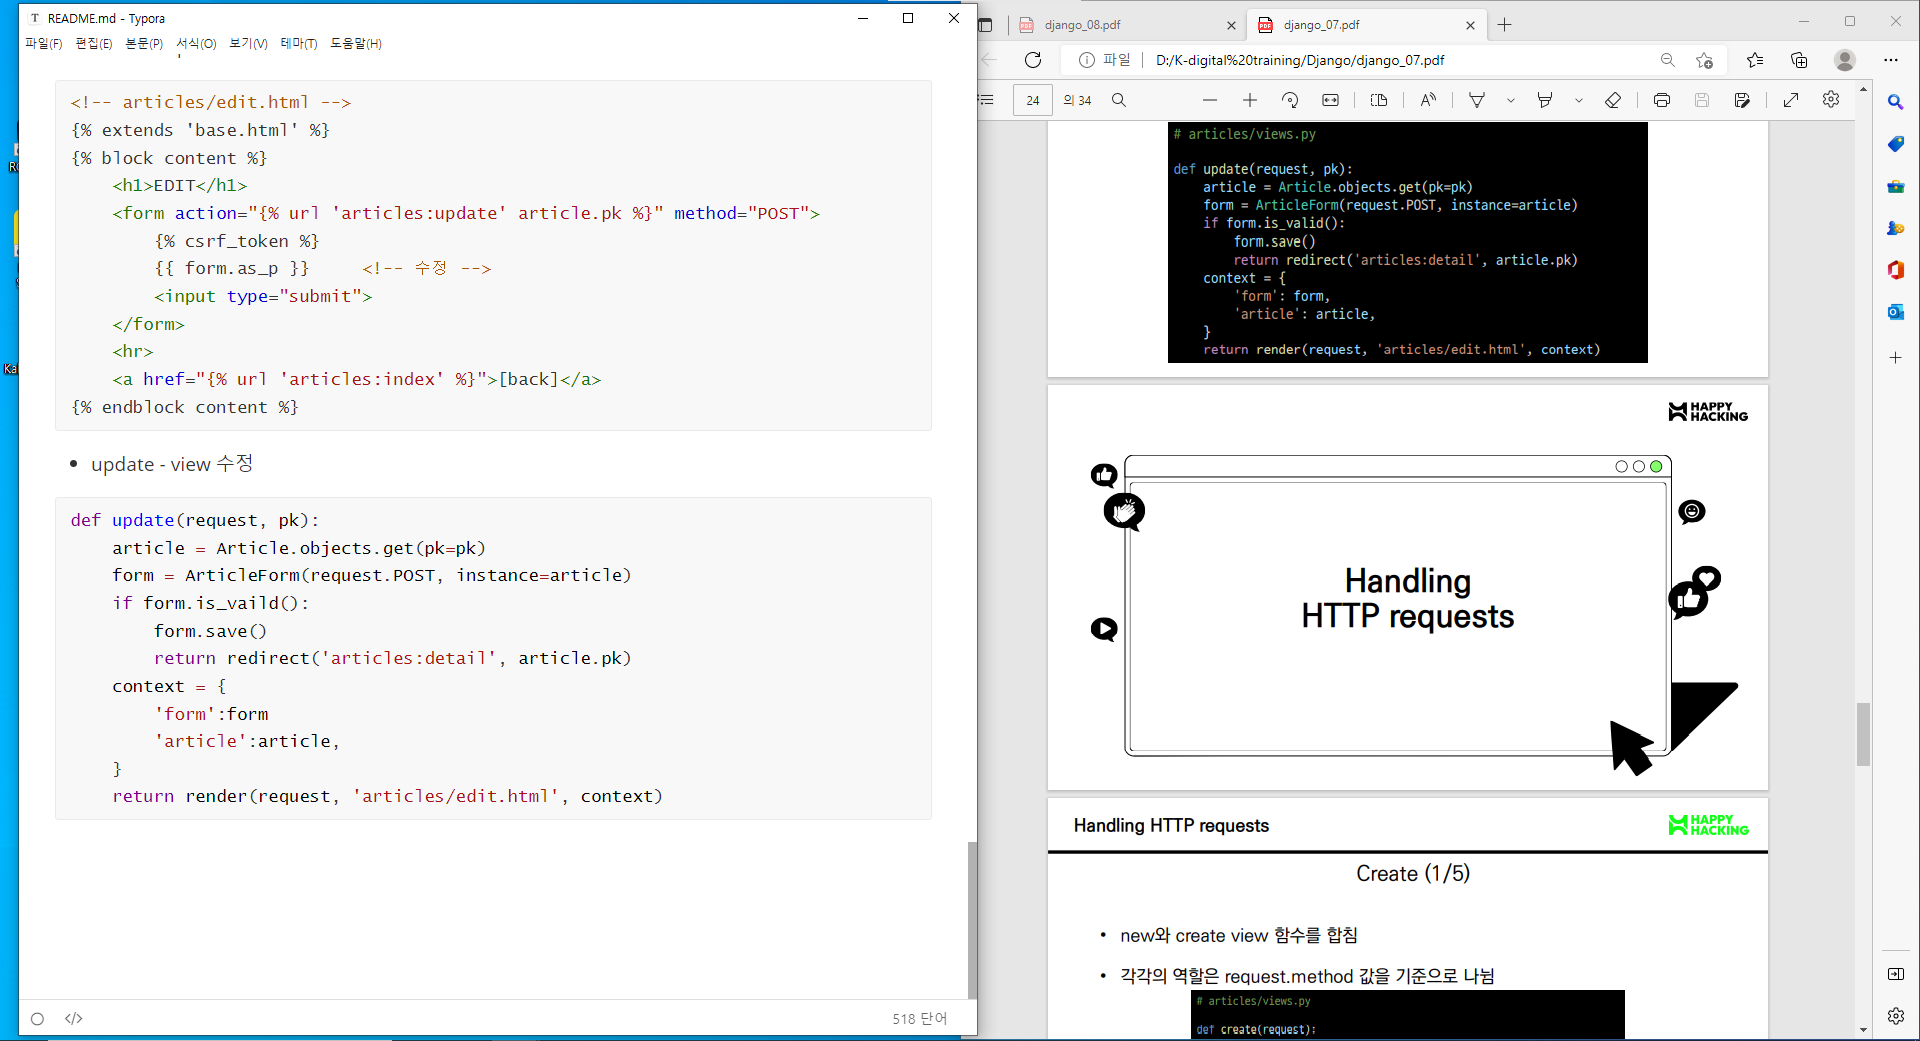 README.md - Typora
파일(F) 편집(E) 본문(P) 서식(O) 보기(V) 테마(T) 도움말(H)
<!-- articles/edit.html -->
{% extends 'base.html' %}
{% block content %}
    <h1>EDIT</h1>
    <form action="{% url 'articles:update' article.pk %}" method="POST">
        {% csrf_token %}
        {{ form.as_p }}     <!-- 수정 -->
        <input type="submit">
    </form>
    <hr>
    <a href="{% url 'articles:index' %}">[back]</a>
{% endblock content %}
• update - view 수정
def update(request, pk):
    article = Article.objects.get(pk=pk)
    form = ArticleForm(request.POST, instance=article)
    if form.is_vaild():
        form.save()
        return redirect('articles:detail', article.pk)
    context = {
        'form':form
        'article':article,
    }
    return render(request, 'articles/edit.html', context)
518 단어
django_08.pdf
django_07.pdf
파일 D:/K-digital%20training/Django/django_07.pdf
24 의 34
# articles/views.py
def update(request, pk):
    article = Article.objects.get(pk=pk)
    form = ArticleForm(request.POST, instance=article)
    if form.is_valid():
        form.save()
        return redirect('articles:detail', article.pk)
    context = {
        'form': form,
        'article': article,
    }
    return render(request, 'articles/edit.html', context)
HAPPY
HACKING
Handling
HTTP requests
Handling HTTP requests
HAPPY
HACKING
Create (1/5)
• new와 create view 함수를 합침
• 각각의 역할은 request.method 값을 기준으로 나뉨
# articles/views.py
def create(request):